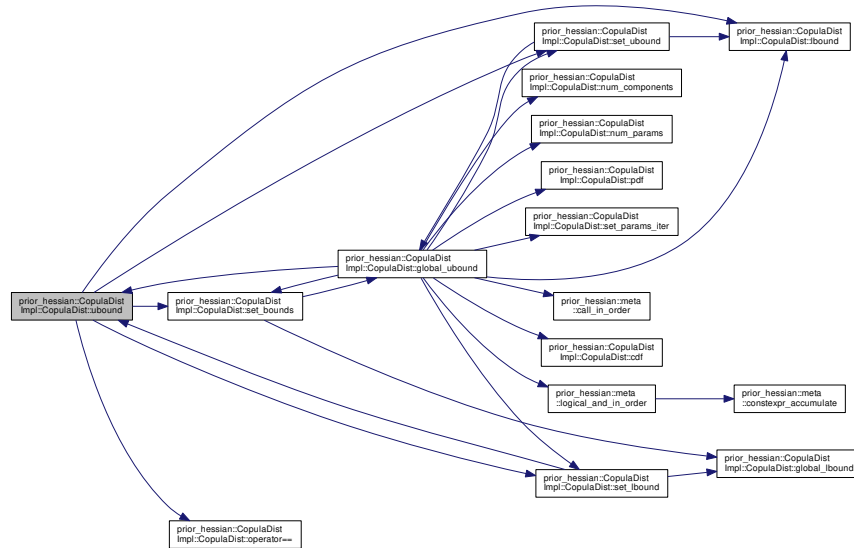 prior_hessian::CopulaDist
Impl::CopulaDist::set_ubound
prior_hessian::CopulaDist
Impl::CopulaDist::lbound
prior_hessian::CopulaDist
Impl::CopulaDist::num_components
prior_hessian::CopulaDist
Impl::CopulaDist::num_params
prior_hessian::CopulaDist
Impl::CopulaDist::pdf
prior_hessian::CopulaDist
Impl::CopulaDist::set_params_iter
prior_hessian::CopulaDist
Impl::CopulaDist::global_ubound
prior_hessian::CopulaDist
Impl::CopulaDist::ubound
prior_hessian::CopulaDist
Impl::CopulaDist::set_bounds
prior_hessian::meta
::call_in_order
prior_hessian::CopulaDist
Impl::CopulaDist::cdf
prior_hessian::meta
::logical_and_in_order
prior_hessian::meta
::constexpr_accumulate
prior_hessian::CopulaDist
Impl::CopulaDist::global_lbound
prior_hessian::CopulaDist
Impl::CopulaDist::set_lbound
prior_hessian::CopulaDist
Impl::CopulaDist::operator==